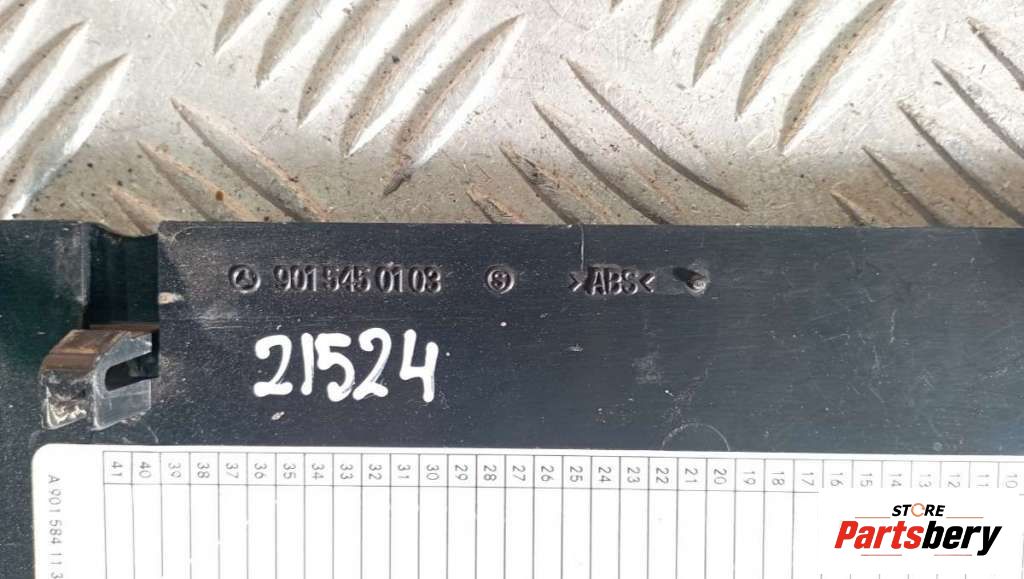 901 545 01 03 S >ABS<
21524
41 40 39 38 37 36 35 34 33 32 31 30 29 28 27 26 25 24 23 22 21 20 19 18 17 16 15 14 13 12 11 10
A 901 584 11 3
STORE
Partsbery